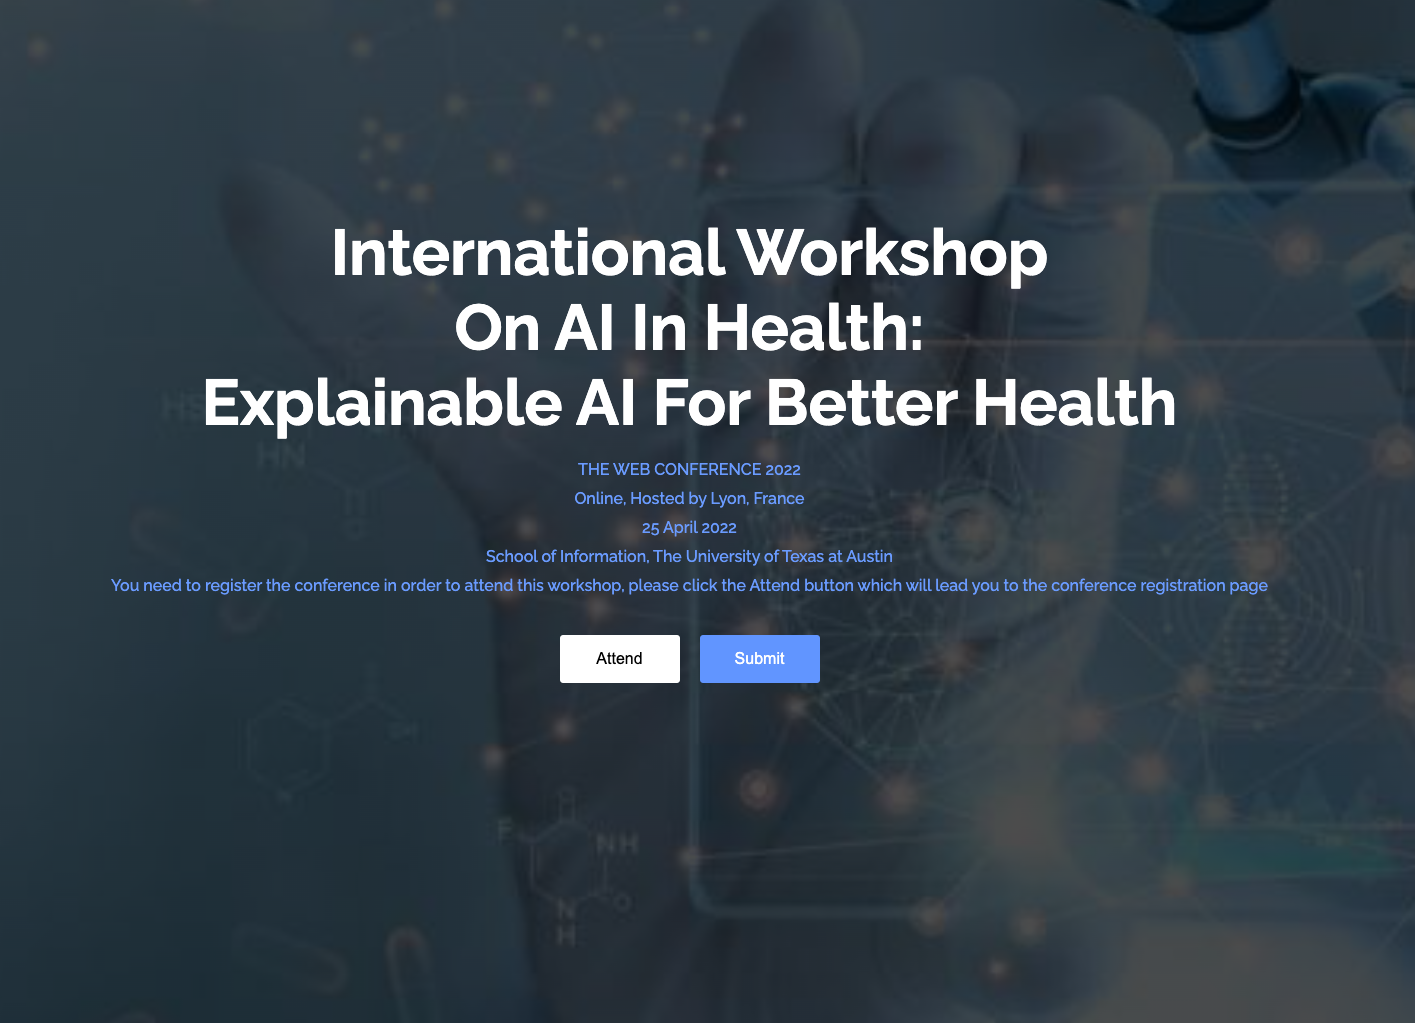 International Workshop
On AI In Health:
Explainable AI For Better Health
THE WEB CONFERENCE 2022
Online, Hosted by Lyon, France
25 April 2022
School of Information, The University of Texas at Austin
You need to register the conference in order to attend this workshop, please click the Attend button which will lead you to the conference registration page
Attend Submit
HN
F
NH
O
N
H